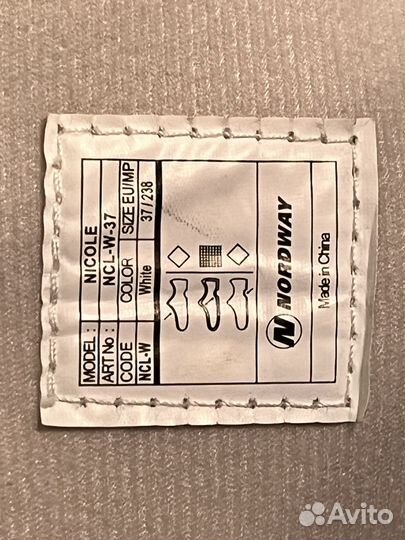 MODEL : NICOLE
ART No : NCL-W-37
CODE COLOR SIZE EU/MP
NCL-W White 37 / 238
NORDWAY
Made in China
Avito